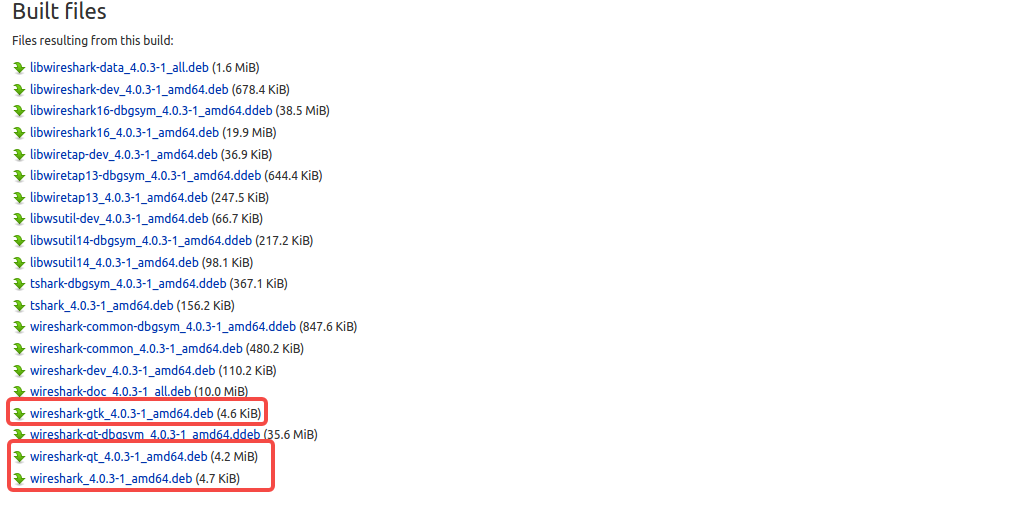 Built files
Files resulting from this build:
libwireshark-data_4.0.3-1_all.deb (1.6 MiB)
libwireshark-dev_4.0.3-1_amd64.deb (678.4 KiB)
libwireshark16-dbgsym_4.0.3-1_amd64.ddeb (38.5 MiB)
libwireshark16_4.0.3-1_amd64.deb (19.9 MiB)
libwiretap-dev_4.0.3-1_amd64.deb (36.9 KiB)
libwiretap13-dbgsym_4.0.3-1_amd64.ddeb (644.4 KiB)
libwiretap13_4.0.3-1_amd64.deb (247.5 KiB)
libwsutil-dev_4.0.3-1_amd64.deb (66.7 KiB)
libwsutil14-dbgsym_4.0.3-1_amd64.ddeb (217.2 KiB)
libwsutil14_4.0.3-1_amd64.deb (98.1 KiB)
tshark-dbgsym_4.0.3-1_amd64.ddeb (367.1 KiB)
tshark_4.0.3-1_amd64.deb (156.2 KiB)
wireshark-common-dbgsym_4.0.3-1_amd64.ddeb (847.6 KiB)
wireshark-common_4.0.3-1_amd64.deb (480.2 KiB)
wireshark-dev_4.0.3-1_amd64.deb (110.2 KiB)
wireshark-doc_4.0.3-1_all.deb (10.0 MiB)
wireshark-gtk_4.0.3-1_amd64.deb (4.6 KiB)
wireshark-qt-dbgsym_4.0.3-1_amd64.ddeb (35.6 MiB)
wireshark-qt_4.0.3-1_amd64.deb (4.2 MiB)
wireshark_4.0.3-1_amd64.deb (4.7 KiB)